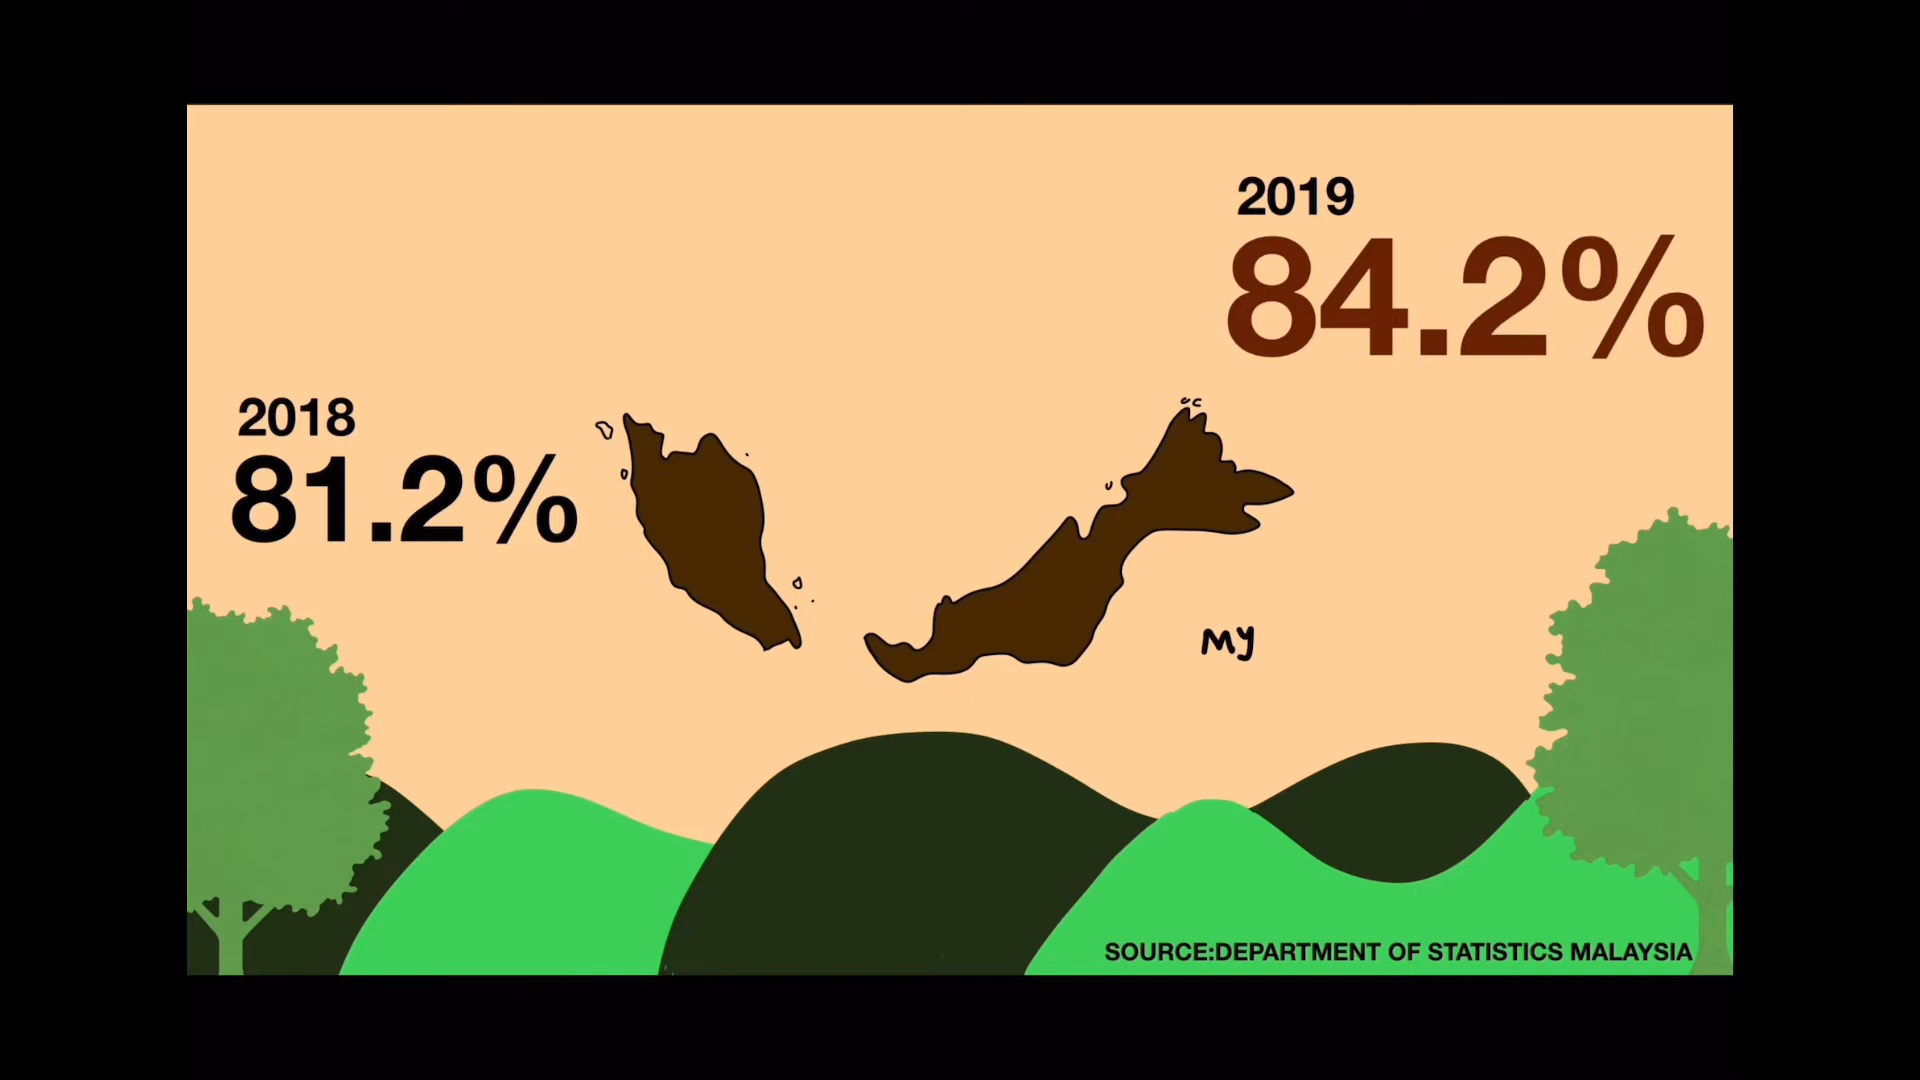 2019
84.2%
2018
81.2%
MY
SOURCE:DEPARTMENT OF STATISTICS MALAYSIA